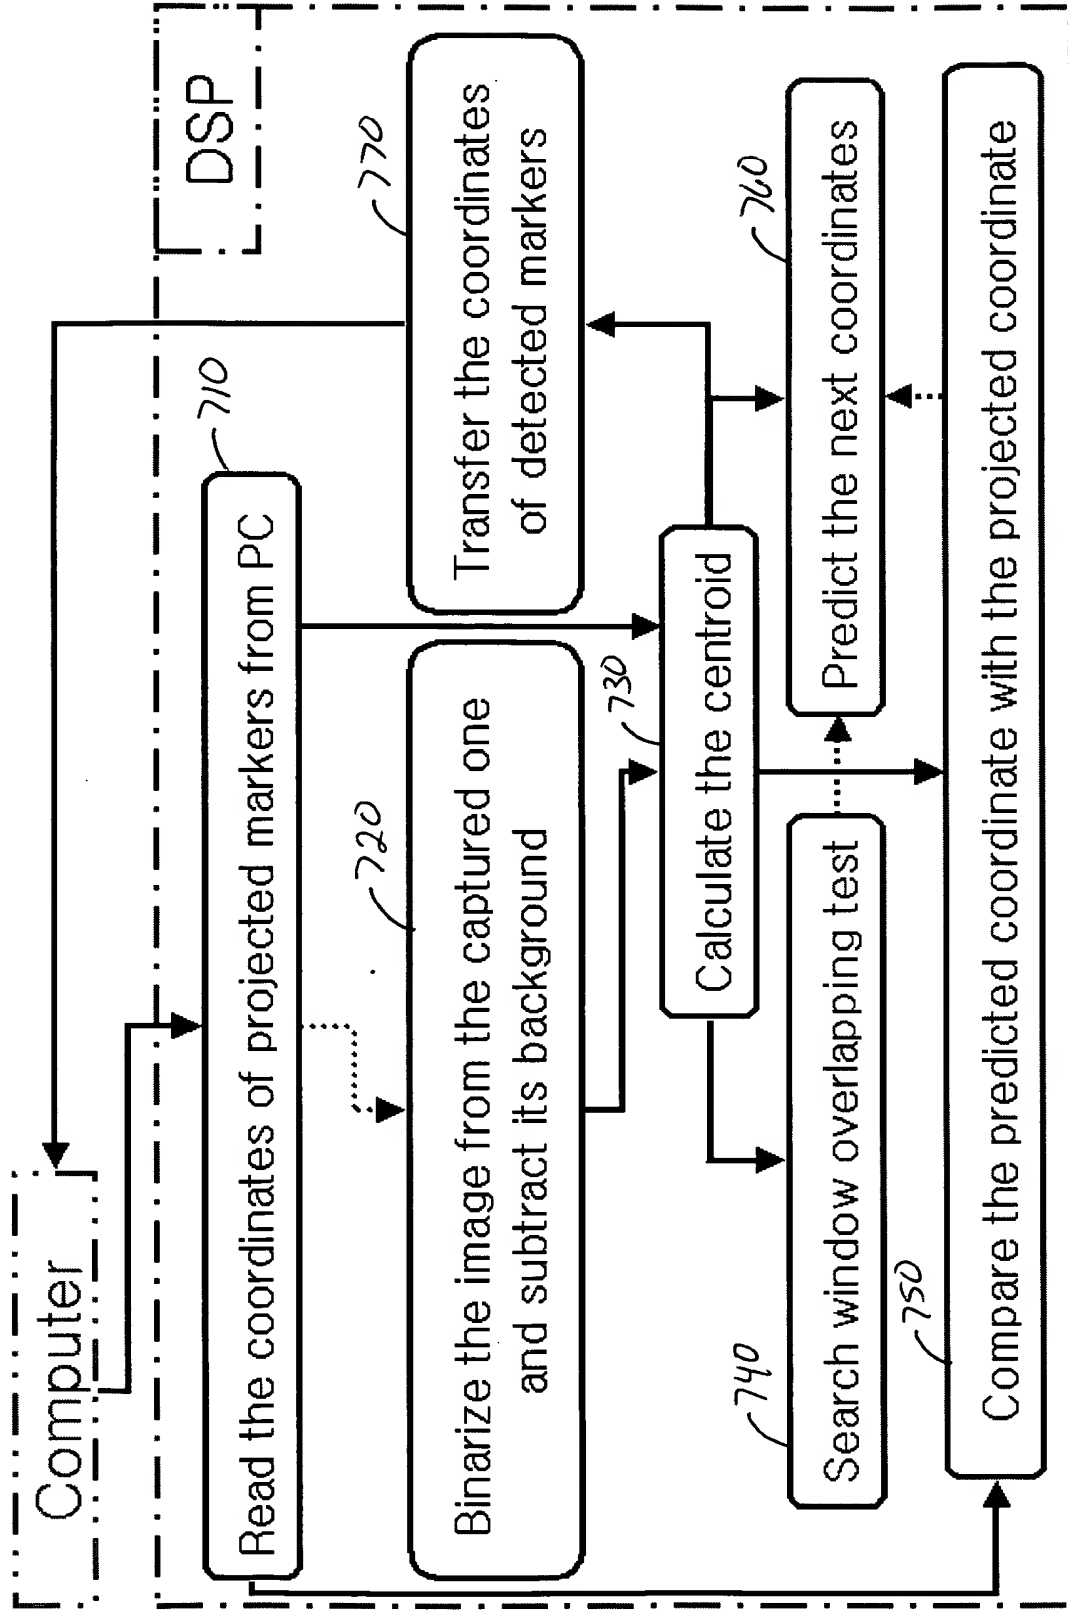 Computer
DSP
710
Read the coordinates of projected markers from PC
720
Binarize the image from the captured one
and subtract its background
770
Transfer the coordinates
of detected markers
730
Calculate the centroid
740
Search window overlapping test
760
Predict the next coordinates
750
Compare the predicted coordinate with the projected coordinate